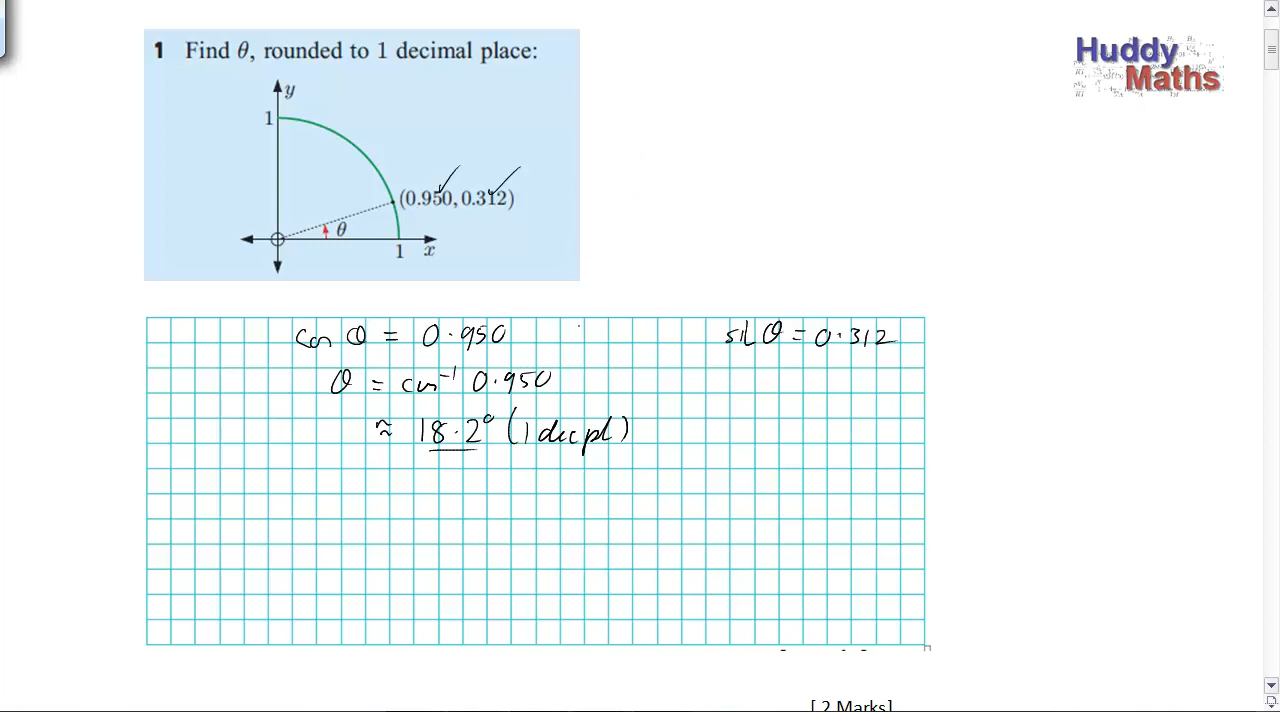 1 Find θ, rounded to 1 decimal place:
Huddy
Maths
y
1
(0.950, 0.312)
θ
1 x
cos θ = 0.950
sin θ = 0.312
θ = cos⁻¹ 0.950
≈ 18.2° (1 dec pl)
[ 2 Marks]